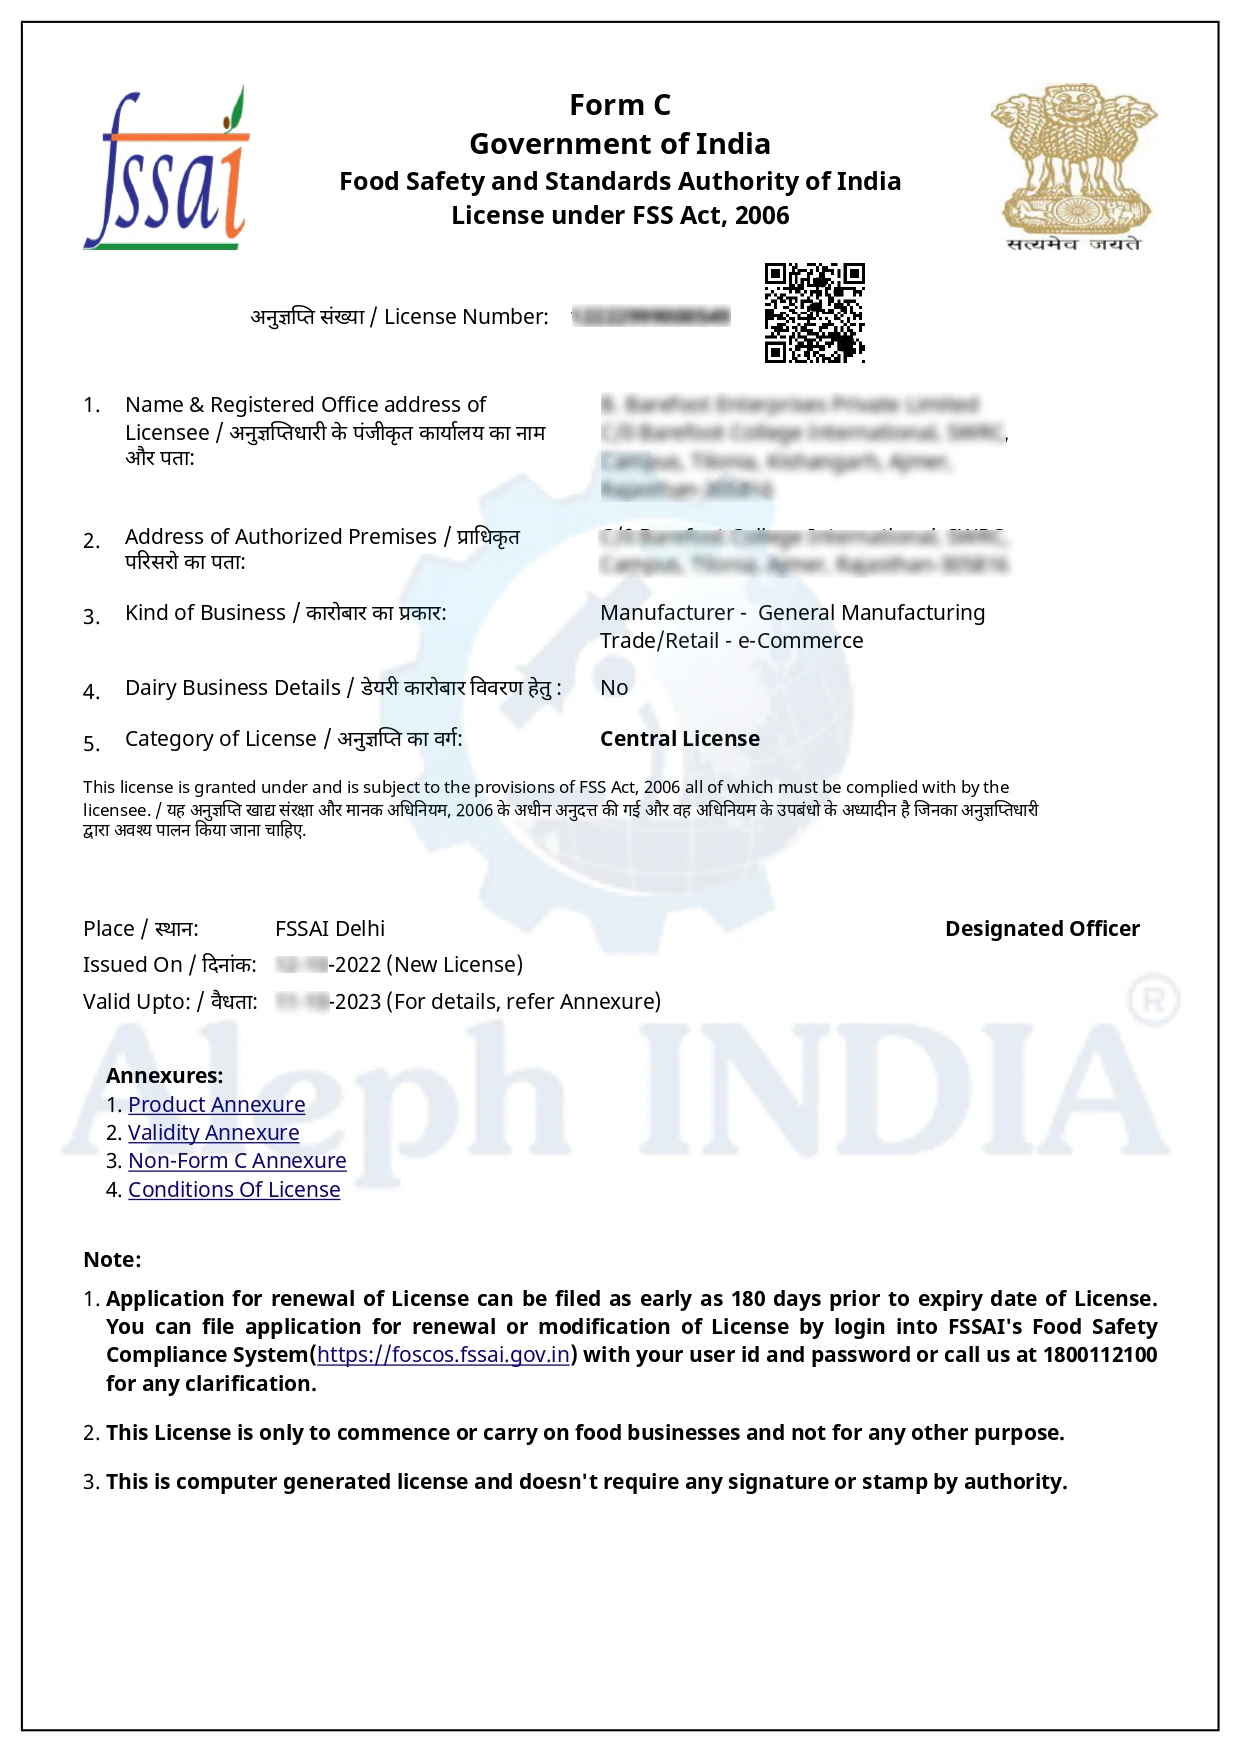 fssai
Form C
Government of India
Food Safety and Standards Authority of India
License under FSS Act, 2006
सत्यमेव जयते
अनुज्ञप्ति संख्या / License Number:
1. Name & Registered Office address of
Licensee / अनुज्ञप्तिधारी के पंजीकृत कार्यालय का नाम
और पता:
2. Address of Authorized Premises / प्राधिकृत
परिसरो का पता:
3. Kind of Business / कारोबार का प्रकार: Manufacturer - General Manufacturing
Trade/Retail - e-Commerce
4. Dairy Business Details / डेयरी कारोबार विवरण हेतु : No
5. Category of License / अनुज्ञप्ति का वर्ग: Central License
This license is granted under and is subject to the provisions of FSS Act, 2006 all of which must be complied with by the
licensee. / यह अनुज्ञप्ति खाद्य संरक्षा और मानक अधिनियम, 2006 के अधीन अनुदत्त की गई और वह अधिनियम के उपबंधो के अध्यादीन है जिनका अनुज्ञप्तिधारी
द्वारा अवश्य पालन किया जाना चाहिए.
Place / स्थान: FSSAI Delhi Designated Officer
Issued On / दिनांक: -2022 (New License)
Valid Upto: / वैधता: -2023 (For details, refer Annexure)
Aleph INDIA®
Annexures:
1. Product Annexure
2. Validity Annexure
3. Non-Form C Annexure
4. Conditions Of License
Note:
1. Application for renewal of License can be filed as early as 180 days prior to expiry date of License.
You can file application for renewal or modification of License by login into FSSAI's Food Safety
Compliance System(https://foscos.fssai.gov.in) with your user id and password or call us at 1800112100
for any clarification.
2. This License is only to commence or carry on food businesses and not for any other purpose.
3. This is computer generated license and doesn't require any signature or stamp by authority.